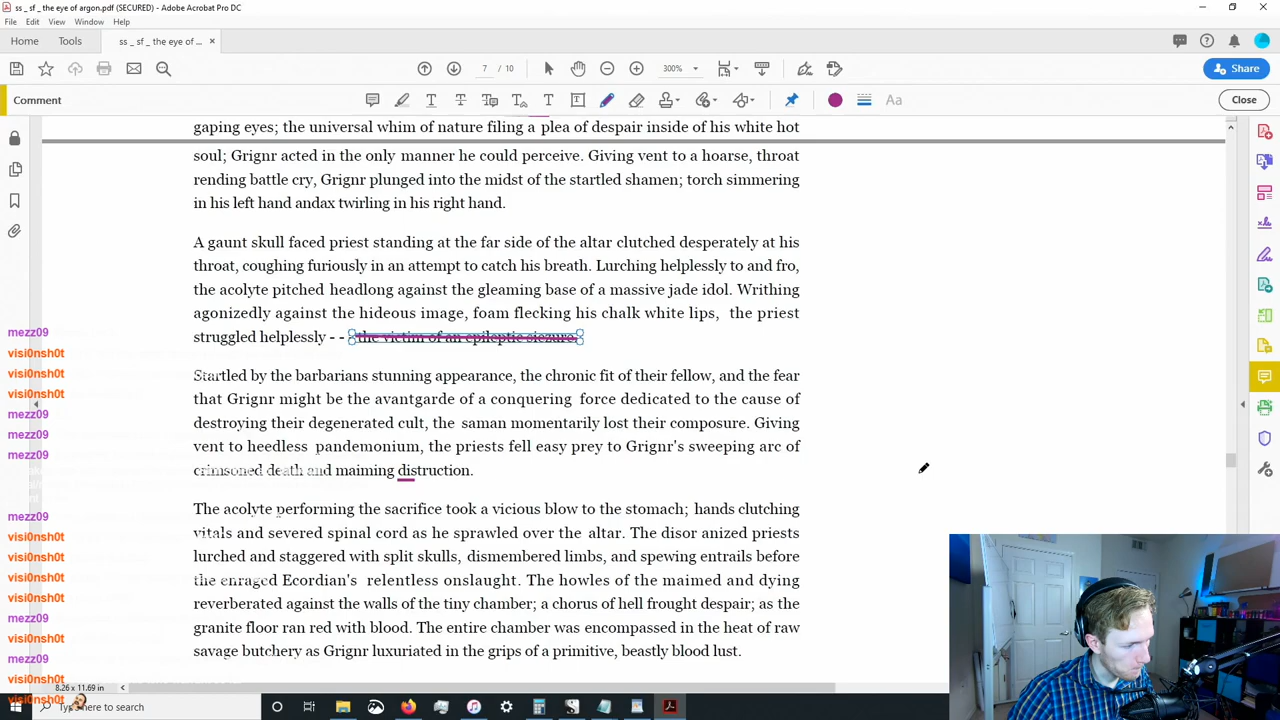 ss _ sf _ the eye of argon.pdf (SECURED) - Adobe Acrobat Pro DC
File Edit View Window Help
Home Tools ss _ sf _ the eye of ... ×
7 / 10 300% Share
Comment Aa Close
gaping eyes; the universal whim of nature filing a plea of despair inside of his white hot
soul; Grignr acted in the only manner he could perceive. Giving vent to a hoarse, throat
rending battle cry, Grignr plunged into the midst of the startled shamen; torch simmering
in his left hand andax twirling in his right hand.
A gaunt skull faced priest standing at the far side of the altar clutched desperately at his
throat, coughing furiously in an attempt to catch his breath. Lurching helplessly to and fro,
the acolyte pitched headlong against the gleaming base of a massive jade idol. Writhing
agonizedly against the hideous image, foam flecking his chalk white lips, the priest
struggled helplessly - - - the victim of an epileptic siezure.
Startled by the barbarians stunning appearance, the chronic fit of their fellow, and the fear
that Grignr might be the avantgarde of a conquering force dedicated to the cause of
destroying their degenerated cult, the saman momentarily lost their composure. Giving
vent to heedless pandemonium, the priests fell easy prey to Grignr's sweeping arc of
crimsoned death and maiming distruction.
The acolyte performing the sacrifice took a vicious blow to the stomach; hands clutching
vitals and severed spinal cord as he sprawled over the altar. The disor anized priests
lurched and staggered with split skulls, dismembered limbs, and spewing entrails before
the enraged Ecordian's relentless onslaught. The howles of the maimed and dying
reverberated against the walls of the tiny chamber; a chorus of hell frought despair; as the
granite floor ran red with blood. The entire chamber was encompassed in the heat of raw
savage butchery as Grignr luxuriated in the grips of a primitive, beastly blood lust.
mezz09
visi0nsh0t
visi0nsh0t
visi0nsh0t
mezz09
mezz09
mezz09
mezz09
visi0nsh0t
visi0nsh0t
visi0nsh0t
visi0nsh0t
mezz09
visi0nsh0t
mezz09
visi0nsh0t
visi0nsh0t
8.26 x 11.69 in
Type here to search